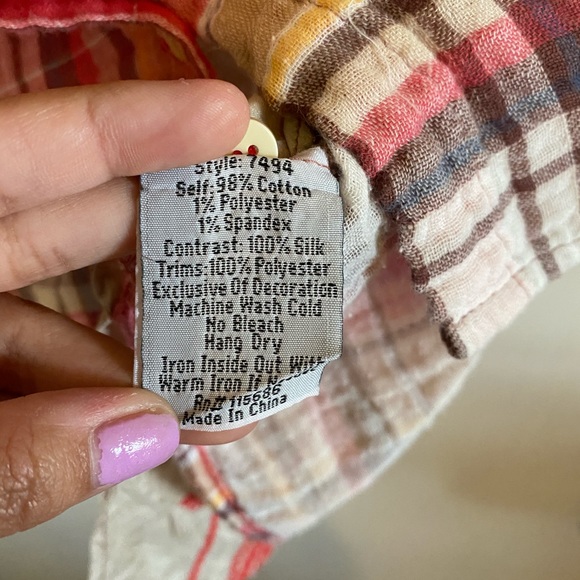 Style: 7494
Self:98% Cotton
1% Polyester
1% Spandex
Contrast: 100% Silk
Trims:100% Polyester
Exclusive Of Decoration
Machine Wash Cold
No Bleach
Hang Dry
Iron Inside Out With
Warm Iron If
Rn# 115686
Made In China